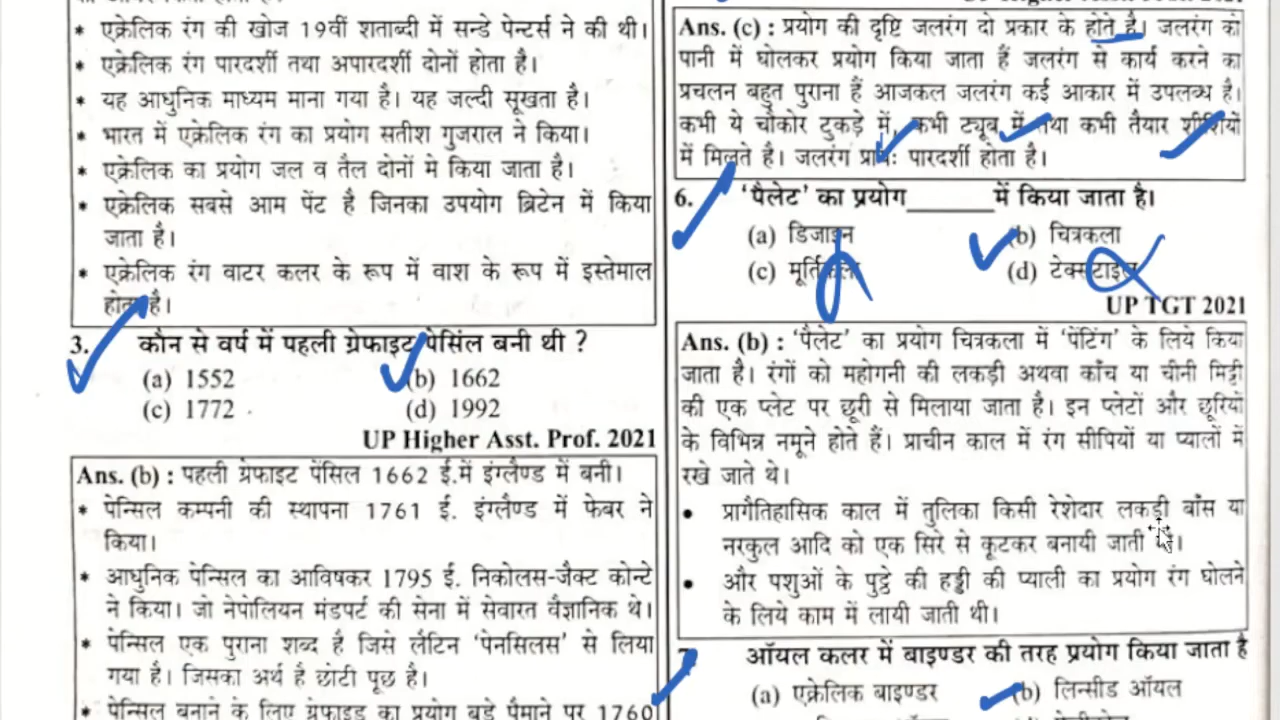 * एक्रेलिक रंग की खोज 19वीं शताब्दी में सन्डे पेन्टर्स ने की थी।
* एक्रेलिक रंग पारदर्शी तथा अपारदर्शी दोनों होता है।
* यह आधुनिक माध्यम माना गया है। यह जल्दी सूखता है।
* भारत में एक्रेलिक रंग का प्रयोग सतीश गुजराल ने किया।
* एक्रेलिक का प्रयोग जल व तैल दोनों मे किया जाता है।
* एक्रेलिक सबसे आम पेंट है जिनका उपयोग ब्रिटेन में किया
जाता है।
* एक्रेलिक रंग वाटर कलर के रूप में वाश के रूप में इस्तेमाल
होता है।
3. कौन से वर्ष में पहली ग्रेफाइट पेसिंल बनी थी ?
(a) 1552 (b) 1662
(c) 1772 (d) 1992
UP Higher Asst. Prof. 2021
Ans. (b) : पहली ग्रेफाइट पेंसिल 1662 ई.में इंग्लैण्ड में बनी।
* पेन्सिल कम्पनी की स्थापना 1761 ई. इंग्लैण्ड में फेबर ने
किया।
* आधुनिक पेन्सिल का आविषकर 1795 ई. निकोलस-जैक्ट कोन्टे
ने किया। जो नेपोलियन मंडपर्ट की सेना में सेवारत वैज्ञानिक थे।
* पेन्सिल एक पुराना शब्द है जिसे लैटिन 'पेनसिलस' से लिया
गया है। जिसका अर्थ है छोटी पूछ है।
* पेन्सिल बनाने के लिए ग्रेफाइड का प्रयोग बड़े पैमाने पर 1760
Ans. (c) : प्रयोग की दृष्टि जलरंग दो प्रकार के होते है। जलरंग को
पानी में घोलकर प्रयोग किया जाता हैं जलरंग से कार्य करने का
प्रचलन बहुत पुराना हैं आजकल जलरंग कई आकार में उपलब्ध है।
कभी ये चौकोर टुकड़े में, कभी ट्यूब में तथा कभी तैयार शीशियों
में मिलते है। जलरंग प्रायः पारदर्शी होता है।
6. 'पैलेट' का प्रयोग______में किया जाता है।
(a) डिजाइन (b) चित्रकला
(c) मूर्तिकला (d) टेक्सटाइल
UP TGT 2021
Ans. (b) : 'पैलेट' का प्रयोग चित्रकला में 'पेंटिंग' के लिये किया
जाता है। रंगों को महोगनी की लकड़ी अथवा काँच या चीनी मिट्टी
की एक प्लेट पर छूरी से मिलाया जाता है। इन प्लेटों और छूरियों
के विभिन्न नमूने होते हैं। प्राचीन काल में रंग सीपियों या प्यालों में
रखे जाते थे।
• प्रागैतिहासिक काल में तुलिका किसी रेशेदार लकड़ी बाँस या
नरकुल आदि को एक सिरे से कूटकर बनायी जाती
• और पशुओं के पुट्ठे की हड्डी की प्याली का प्रयोग रंग घोलने
के लिये काम में लायी जाती थी।
7. ऑयल कलर में बाइण्डर की तरह प्रयोग किया जाता है
(a) एक्रेलिक बाइण्डर (b) लिन्सीड ऑयल